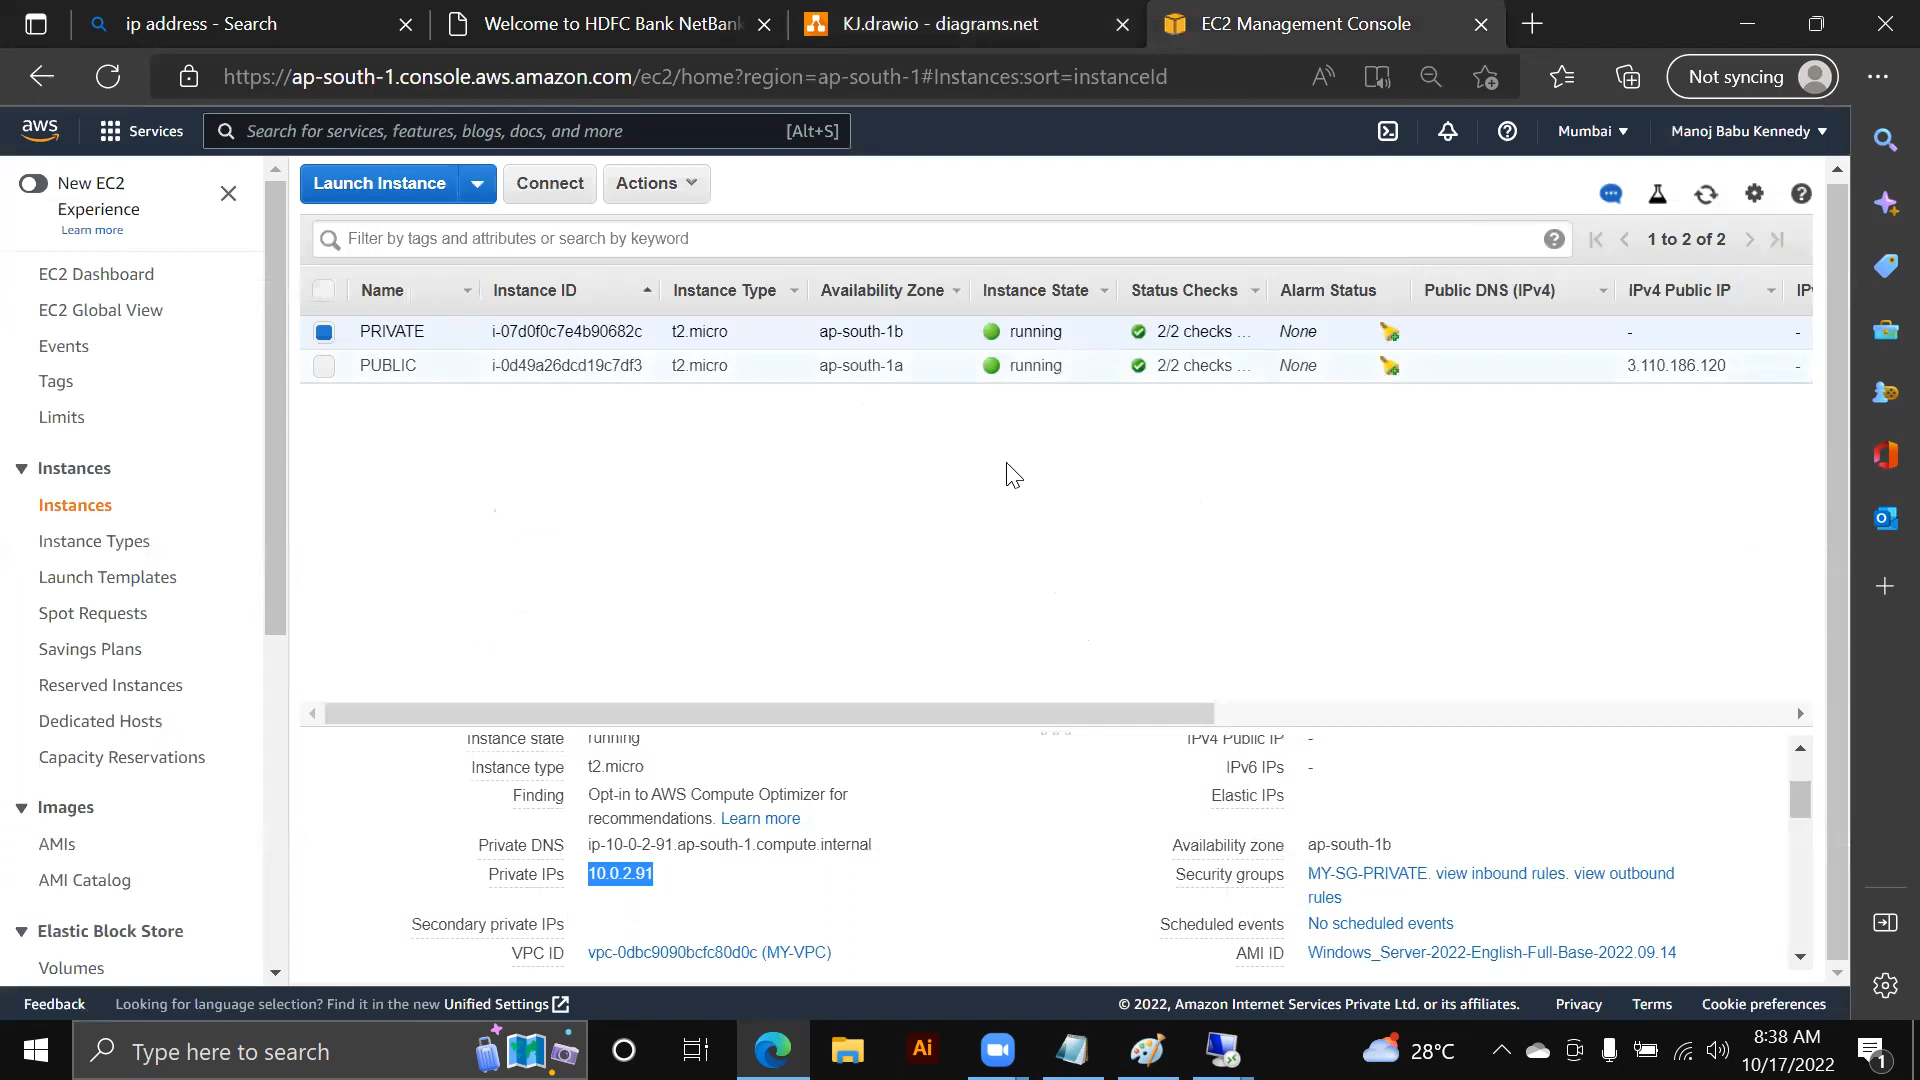 ip address - Search
Welcome to HDFC Bank NetBank
KJ.drawio - diagrams.net
EC2 Management Console
https://ap-south-1.console.aws.amazon.com/ec2/home?region=ap-south-1#Instances:sort=instanceId
Not syncing
aws
Services
Search for services, features, blogs, docs, and more [Alt+S]
Mumbai
Manoj Babu Kennedy
New EC2
Experience
Learn more
EC2 Dashboard
EC2 Global View
Events
Tags
Limits
Instances
Instances
Instance Types
Launch Templates
Spot Requests
Savings Plans
Reserved Instances
Dedicated Hosts
Capacity Reservations
Images
AMIs
AMI Catalog
Elastic Block Store
Volumes
Launch Instance
Connect
Actions
Filter by tags and attributes or search by keyword
1 to 2 of 2
Name Instance ID Instance Type Availability Zone Instance State Status Checks Alarm Status Public DNS (IPv4) IPv4 Public IP
PRIVATE i-07d0f0c7e4b90682c t2.micro ap-south-1b running 2/2 checks ... None - -
PUBLIC i-0d49a26dcd19c7df3 t2.micro ap-south-1a running 2/2 checks ... None 3.110.186.120 -
Instance state running
Instance type t2.micro
Finding Opt-in to AWS Compute Optimizer for
recommendations. Learn more
Private DNS ip-10-0-2-91.ap-south-1.compute.internal
Private IPs 10.0.2.91
Secondary private IPs
VPC ID vpc-0dbc9090bcfc80d0c (MY-VPC)
IPv4 Public IP -
IPv6 IPs -
Elastic IPs
Availability zone ap-south-1b
Security groups MY-SG-PRIVATE. view inbound rules. view outbound
rules
Scheduled events No scheduled events
AMI ID Windows_Server-2022-English-Full-Base-2022.09.14
Feedback
Looking for language selection? Find it in the new Unified Settings
© 2022, Amazon Internet Services Private Ltd. or its affiliates.
Privacy
Terms
Cookie preferences
Type here to search
Ai
28°C
8:38 AM
10/17/2022
1